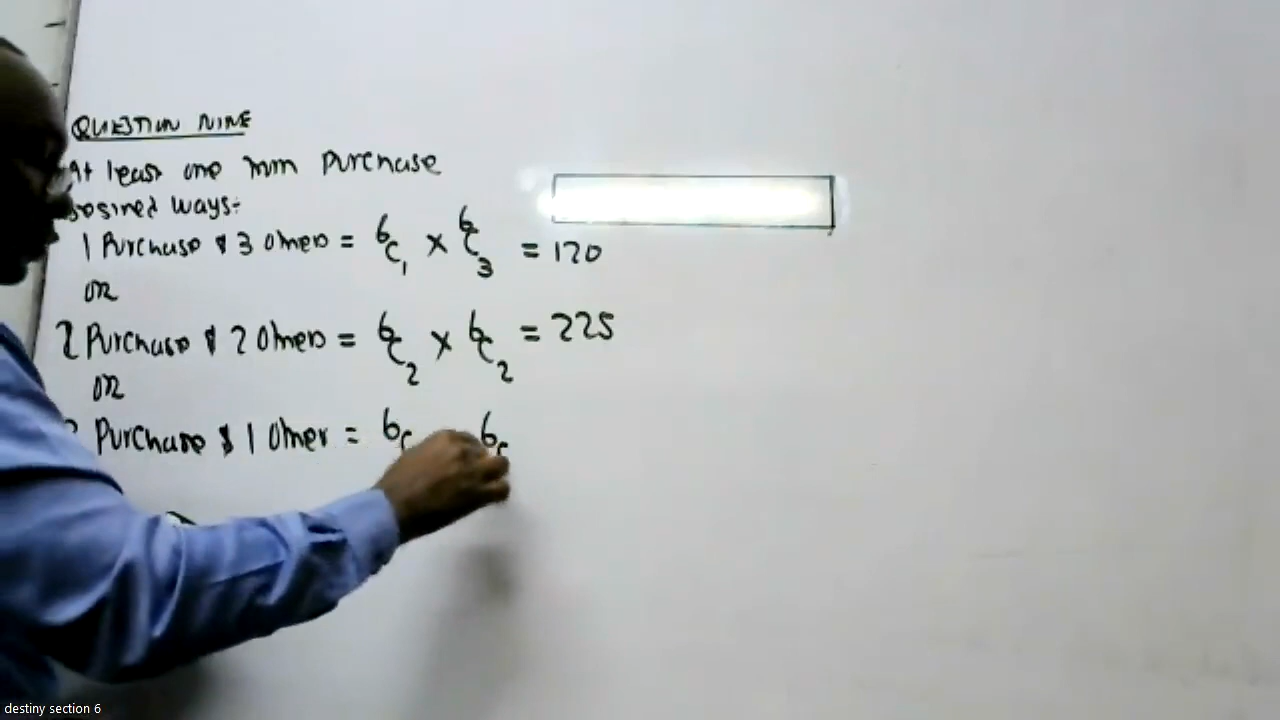 QUESTION NINE
At least one from purchase
Desired ways:
1 Purchase & 3 Others = 6C1 x 6C3 = 120
OR
2 Purchase & 2 Others = 6C2 x 6C2 = 225
OR
Purchase & 1 Other = 6C 6C
destiny section 6